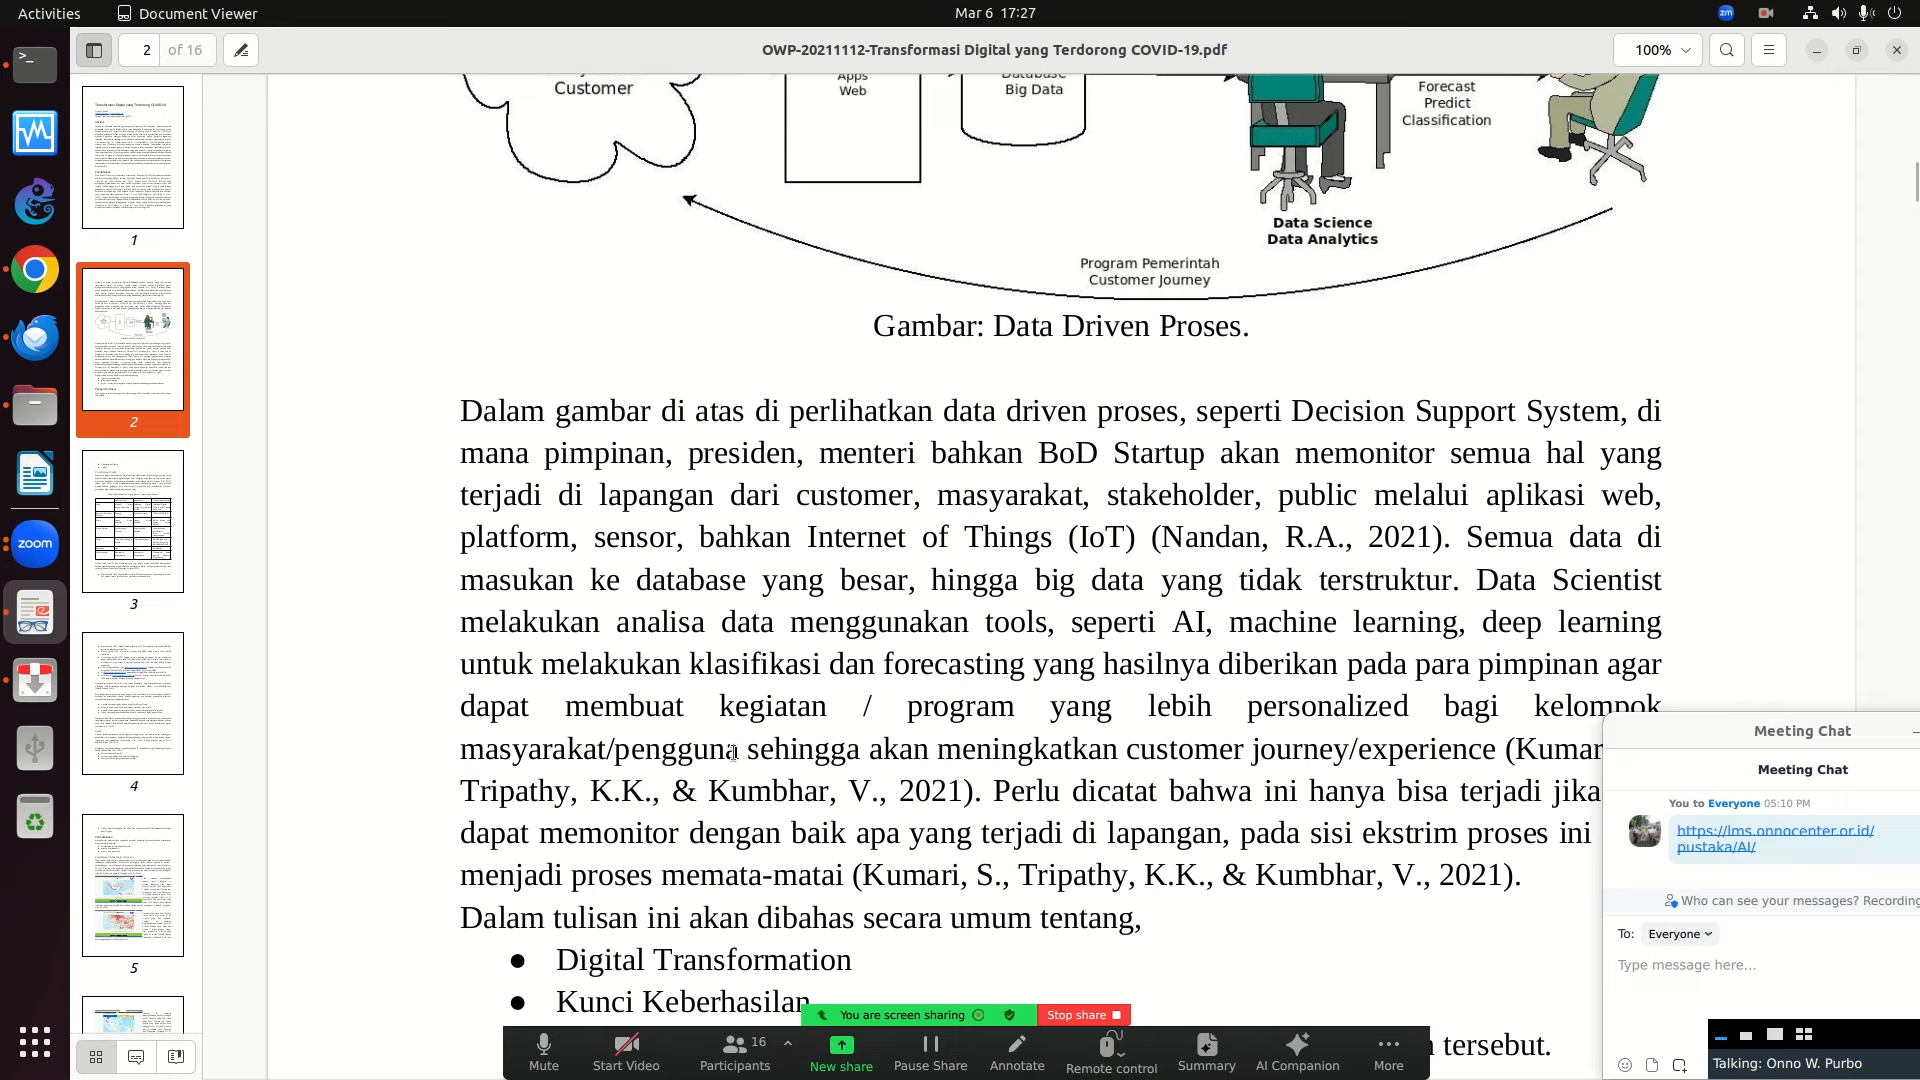 Activities
Document Viewer
Mar 6 17:27
zm
2 of 16
OWP-20211112-Transformasi Digital yang Terdorong COVID-19.pdf
100%
1
2
3
4
5
zoom
Customer
Apps
Web
Database
Big Data
Forecast
Predict
Classification
Data Science
Data Analytics
Program Pemerintah
Customer Journey
Gambar: Data Driven Proses.
Dalam gambar di atas di perlihatkan data driven proses, seperti Decision Support System, di
mana pimpinan, presiden, menteri bahkan BoD Startup akan memonitor semua hal yang
terjadi di lapangan dari customer, masyarakat, stakeholder, public melalui aplikasi web,
platform, sensor, bahkan Internet of Things (IoT) (Nandan, R.A., 2021). Semua data di
masukan ke database yang besar, hingga big data yang tidak terstruktur. Data Scientist
melakukan analisa data menggunakan tools, seperti AI, machine learning, deep learning
untuk melakukan klasifikasi dan forecasting yang hasilnya diberikan pada para pimpinan agar
dapat membuat kegiatan / program yang lebih personalized bagi kelompok
masyarakat/pengguna sehingga akan meningkatkan customer journey/experience (Kumar
Tripathy, K.K., & Kumbhar, V., 2021). Perlu dicatat bahwa ini hanya bisa terjadi jika
dapat memonitor dengan baik apa yang terjadi di lapangan, pada sisi ekstrim proses ini
menjadi proses memata-matai (Kumari, S., Tripathy, K.K., & Kumbhar, V., 2021).
Dalam tulisan ini akan dibahas secara umum tentang,
● Digital Transformation
● Kunci Keberhasilan
tersebut.
You are screen sharing
Stop share
Mute
Start Video
16
Participants
New share
Pause Share
Annotate
Remote control
Summary
AI Companion
More
Meeting Chat
Meeting Chat
You to Everyone 05:10 PM
https://lms.onnocenter.or.id/
pustaka/AI/
Who can see your messages? Recording
To: Everyone
Type message here...
Talking: Onno W. Purbo